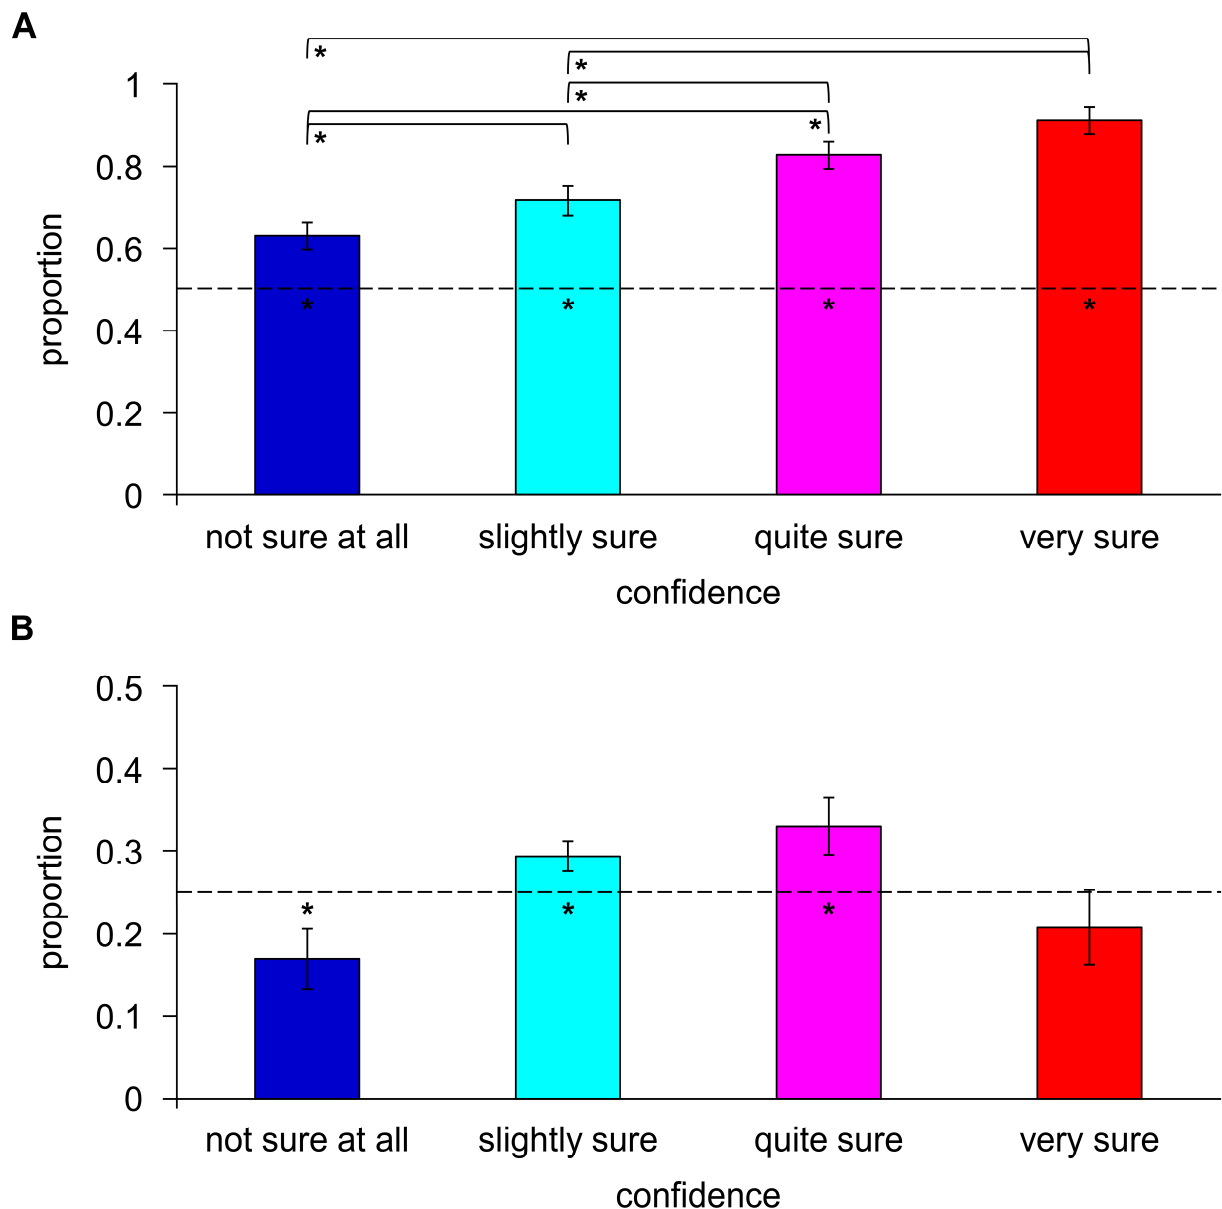 A
*
*
1
*
*
*
0.8
0.6
proportion
* * * *
0.4
0.2
0
not sure at all slightly sure quite sure very sure
confidence
B
0.5
0.4
0.3
proportion
* * *
0.2
0.1
0
not sure at all slightly sure quite sure very sure
confidence